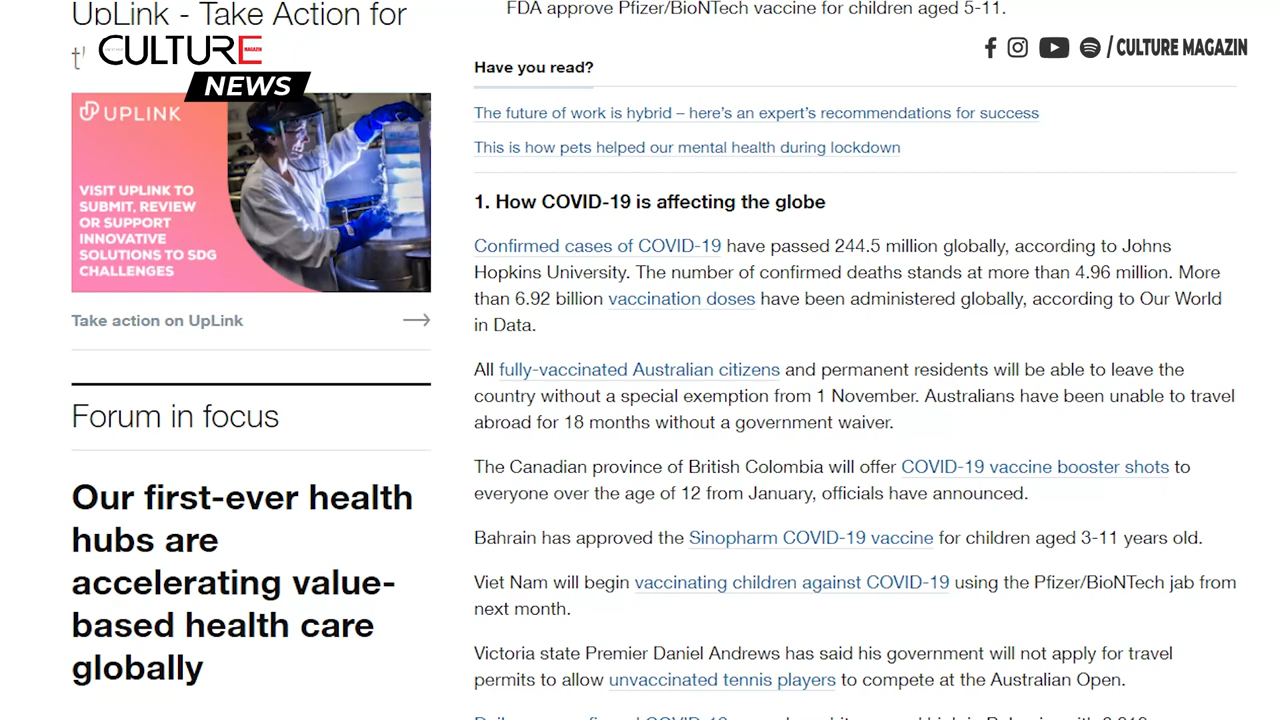 UpLink - Take Action for
CULTURE
MAGAZIN
NEWS
/ CULTURE MAGAZIN
UPLINK
VISIT UPLINK TO
SUBMIT, REVIEW
OR SUPPORT
INNOVATIVE
SOLUTIONS TO SDG
CHALLENGES
Take action on UpLink
Forum in focus
Our first-ever health
hubs are
accelerating value-
based health care
globally
FDA approve Pfizer/BioNTech vaccine for children aged 5-11.
Have you read?
The future of work is hybrid – here's an expert's recommendations for success
This is how pets helped our mental health during lockdown
1. How COVID-19 is affecting the globe
Confirmed cases of COVID-19 have passed 244.5 million globally, according to Johns
Hopkins University. The number of confirmed deaths stands at more than 4.96 million. More
than 6.92 billion vaccination doses have been administered globally, according to Our World
in Data.
All fully-vaccinated Australian citizens and permanent residents will be able to leave the
country without a special exemption from 1 November. Australians have been unable to travel
abroad for 18 months without a government waiver.
The Canadian province of British Colombia will offer COVID-19 vaccine booster shots to
everyone over the age of 12 from January, officials have announced.
Bahrain has approved the Sinopharm COVID-19 vaccine for children aged 3-11 years old.
Viet Nam will begin vaccinating children against COVID-19 using the Pfizer/BioNTech jab from
next month.
Victoria state Premier Daniel Andrews has said his government will not apply for travel
permits to allow unvaccinated tennis players to compete at the Australian Open.